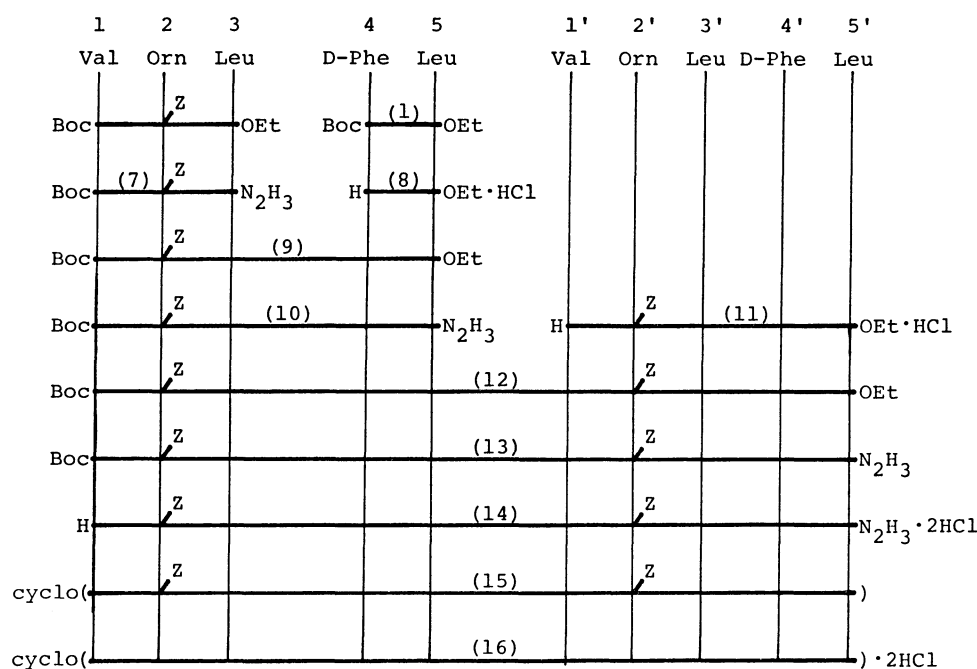 1 2 3 4 5 1' 2' 3' 4' 5'
Val Orn Leu D-Phe Leu Val Orn Leu D-Phe Leu
Z
Boc OEt Boc (1) OEt
Z
Boc (7) N2H3 H (8) OEt·HCl
Z
Boc (9) OEt
Z Z
Boc (10) N2H3 H (11) OEt·HCl
Z Z
Boc (12) OEt
Z Z
Boc (13) N2H3
Z Z
H (14) N2H3·2HCl
Z Z
cyclo( (15) )
cyclo( (16) )·2HCl